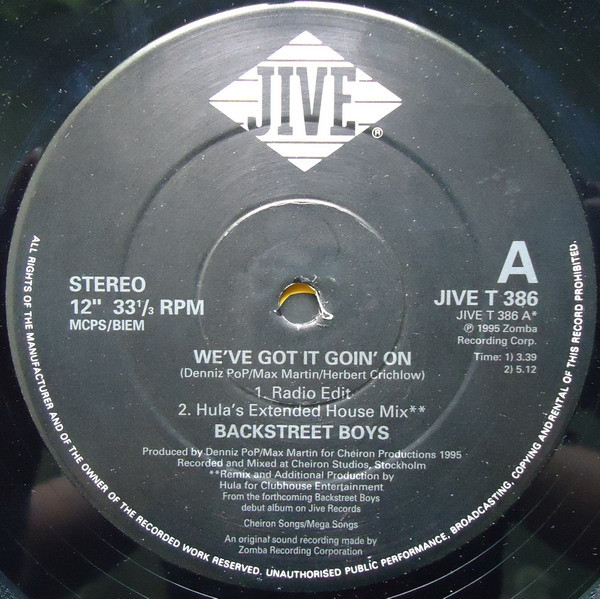 JIVE®
STEREO
12" 33 1/3 RPM
MCPS/BIEM
A
JIVE T 386
JIVE T 386 A*
℗ 1995 Zomba
Recording Corp.
Time: 1) 3.39
2) 5.12
WE'VE GOT IT GOIN' ON
(Denniz PoP/Max Martin/Herbert Crichlow)
1. Radio Edit
2. Hula's Extended House Mix**
BACKSTREET BOYS
Produced by Denniz PoP/Max Martin for Cheiron Productions 1995
Recorded and Mixed at Cheiron Studios, Stockholm
**Remix and Additional Production by
Hula for Clubhouse Entertainment
From the forthcoming Backstreet Boys
debut album on Jive Records
Cheiron Songs/Mega Songs
An original sound recording made by
Zomba Recording Corporation
ALL RIGHTS OF THE MANUFACTURER AND OF THE OWNER OF THE RECORDED WORK RESERVED. UNAUTHORISED PUBLIC PERFORMANCE, BROADCASTING, COPYING AND RENTAL OF THIS RECORD PROHIBITED.